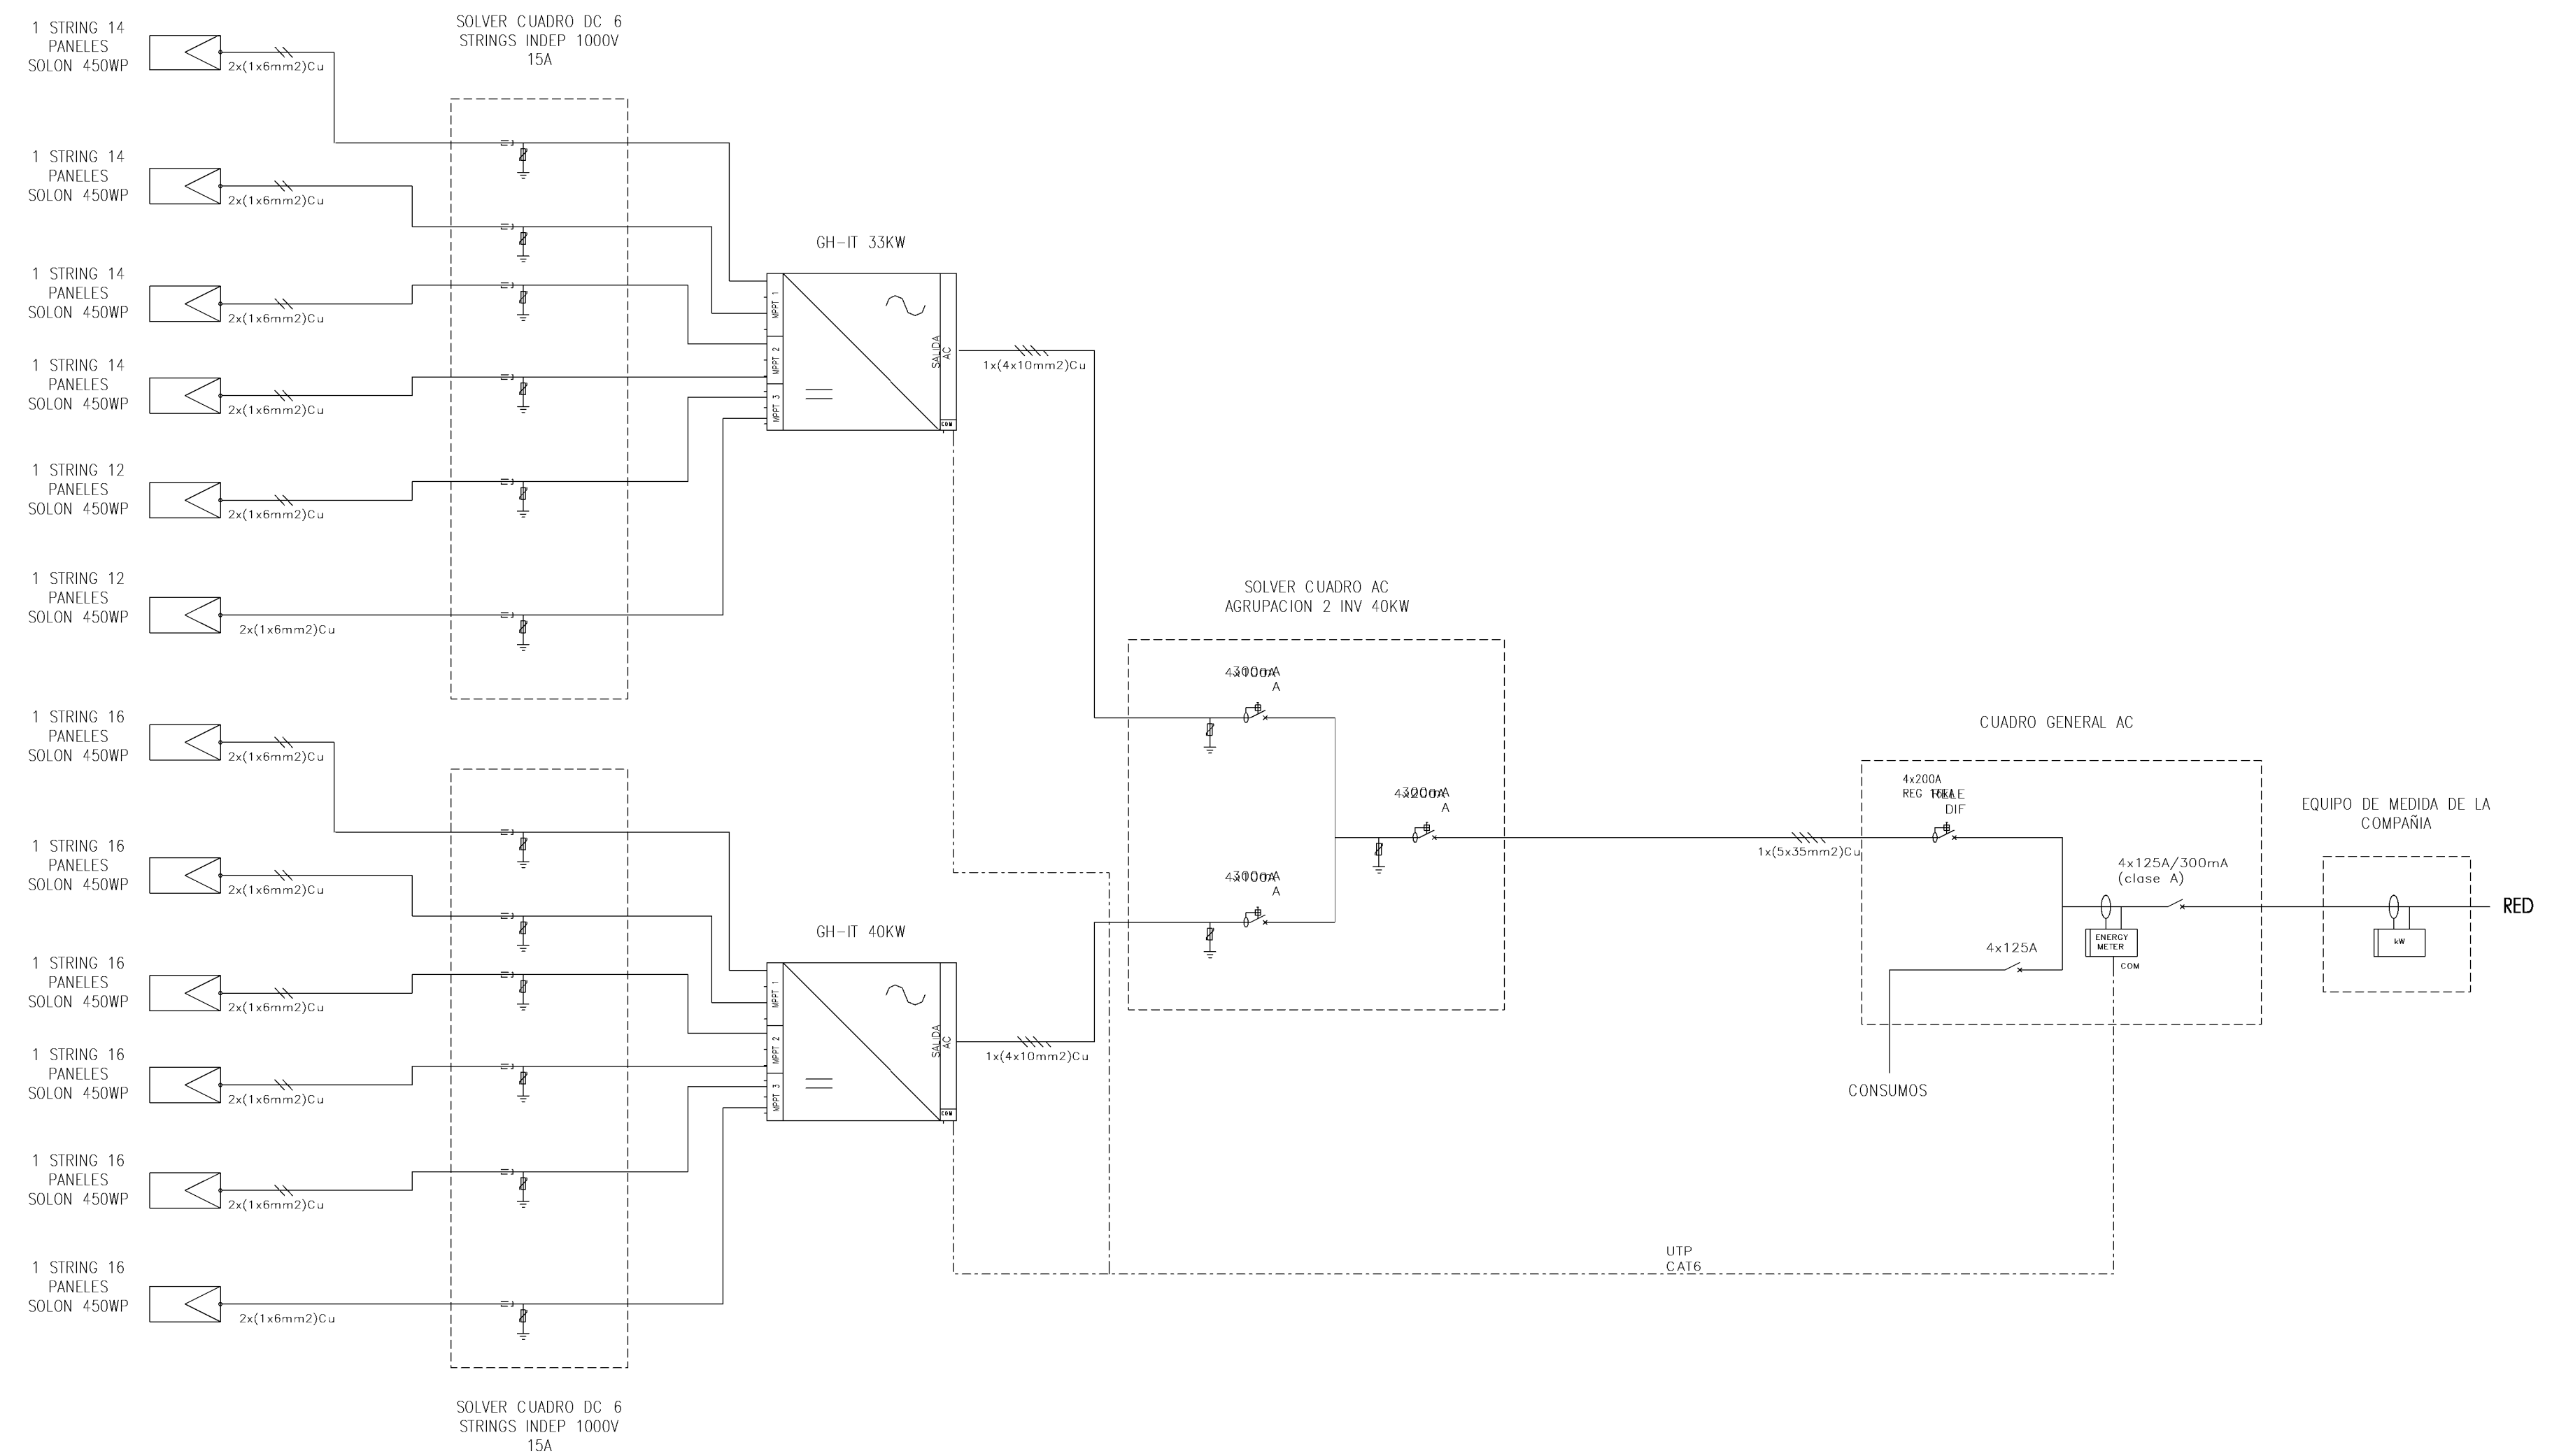 1 STRING 14
PANELES
SOLON 450WP
2x(1x6mm2)Cu
SOLVER CUADRO DC 6
STRINGS INDEP 1000V
15A
1 STRING 14
PANELES
SOLON 450WP
2x(1x6mm2)Cu
1 STRING 14
PANELES
SOLON 450WP
2x(1x6mm2)Cu
1 STRING 14
PANELES
SOLON 450WP
2x(1x6mm2)Cu
1 STRING 12
PANELES
SOLON 450WP
2x(1x6mm2)Cu
1 STRING 12
PANELES
SOLON 450WP
2x(1x6mm2)Cu
GH-IT 33KW
MPPT 1
MPPT 2
MPPT 3
SALIDA
AC
COM
1x(4x10mm2)Cu
1 STRING 16
PANELES
SOLON 450WP
2x(1x6mm2)Cu
1 STRING 16
PANELES
SOLON 450WP
2x(1x6mm2)Cu
1 STRING 16
PANELES
SOLON 450WP
2x(1x6mm2)Cu
1 STRING 16
PANELES
SOLON 450WP
2x(1x6mm2)Cu
1 STRING 16
PANELES
SOLON 450WP
2x(1x6mm2)Cu
1 STRING 16
PANELES
SOLON 450WP
2x(1x6mm2)Cu
SOLVER CUADRO DC 6
STRINGS INDEP 1000V
15A
GH-IT 40KW
MPPT 1
MPPT 2
MPPT 3
SALIDA
AC
COM
1x(4x10mm2)Cu
SOLVER CUADRO AC
AGRUPACION 2 INV 40KW
4x100A
300mA
A
4x100A
300mA
A
4x200A
300mA
A
1x(5x35mm2)Cu
CUADRO GENERAL AC
4x200A
REG
RELE
DIF
4x125A/300mA
(clase A)
ENERGY
METER
COM
4x125A
CONSUMOS
UTP
CAT6
EQUIPO DE MEDIDA DE LA
COMPAÑIA
kW
RED